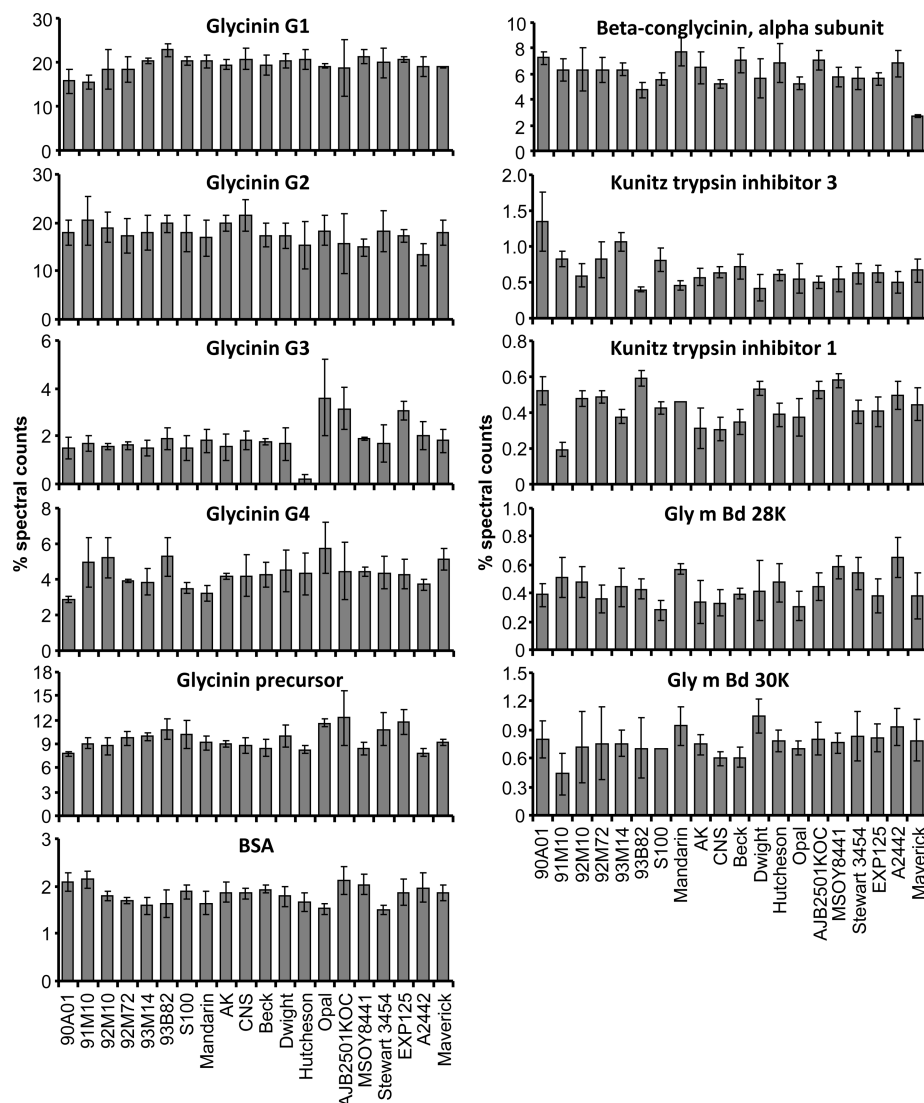 Glycinin G1
30
20
10
0
Glycinin G2
30
20
10
0
Glycinin G3
6
4
2
0
Glycinin G4
8
6
4
2
0
Glycinin precursor
18
15
12
9
6
3
0
BSA
3
2
1
0
% spectral counts
90A01
91M10
92M10
92M72
93M14
93B82
S100
Mandarin
AK
CNS
Beck
Dwight
Hutcheson
Opal
AJB2501KOC
MSOY8441
Stewart 3454
EXP125
A2442
Maverick
Beta-conglycinin, alpha subunit
10
8
6
4
2
0
Kunitz trypsin inhibitor 3
2.0
1.5
1.0
0.5
0
Kunitz trypsin inhibitor 1
0.8
0.6
0.4
0.2
0
Gly m Bd 28K
1.0
0.8
0.6
0.4
0.2
0
Gly m Bd 30K
1.5
1.2
0.9
0.6
0.3
0
% spectral counts
90A01
91M10
92M10
92M72
93M14
93B82
S100
Mandarin
AK
CNS
Beck
Dwight
Hutcheson
Opal
AJB2501KOC
MSOY8441
Stewart 3454
EXP125
A2442
Maverick